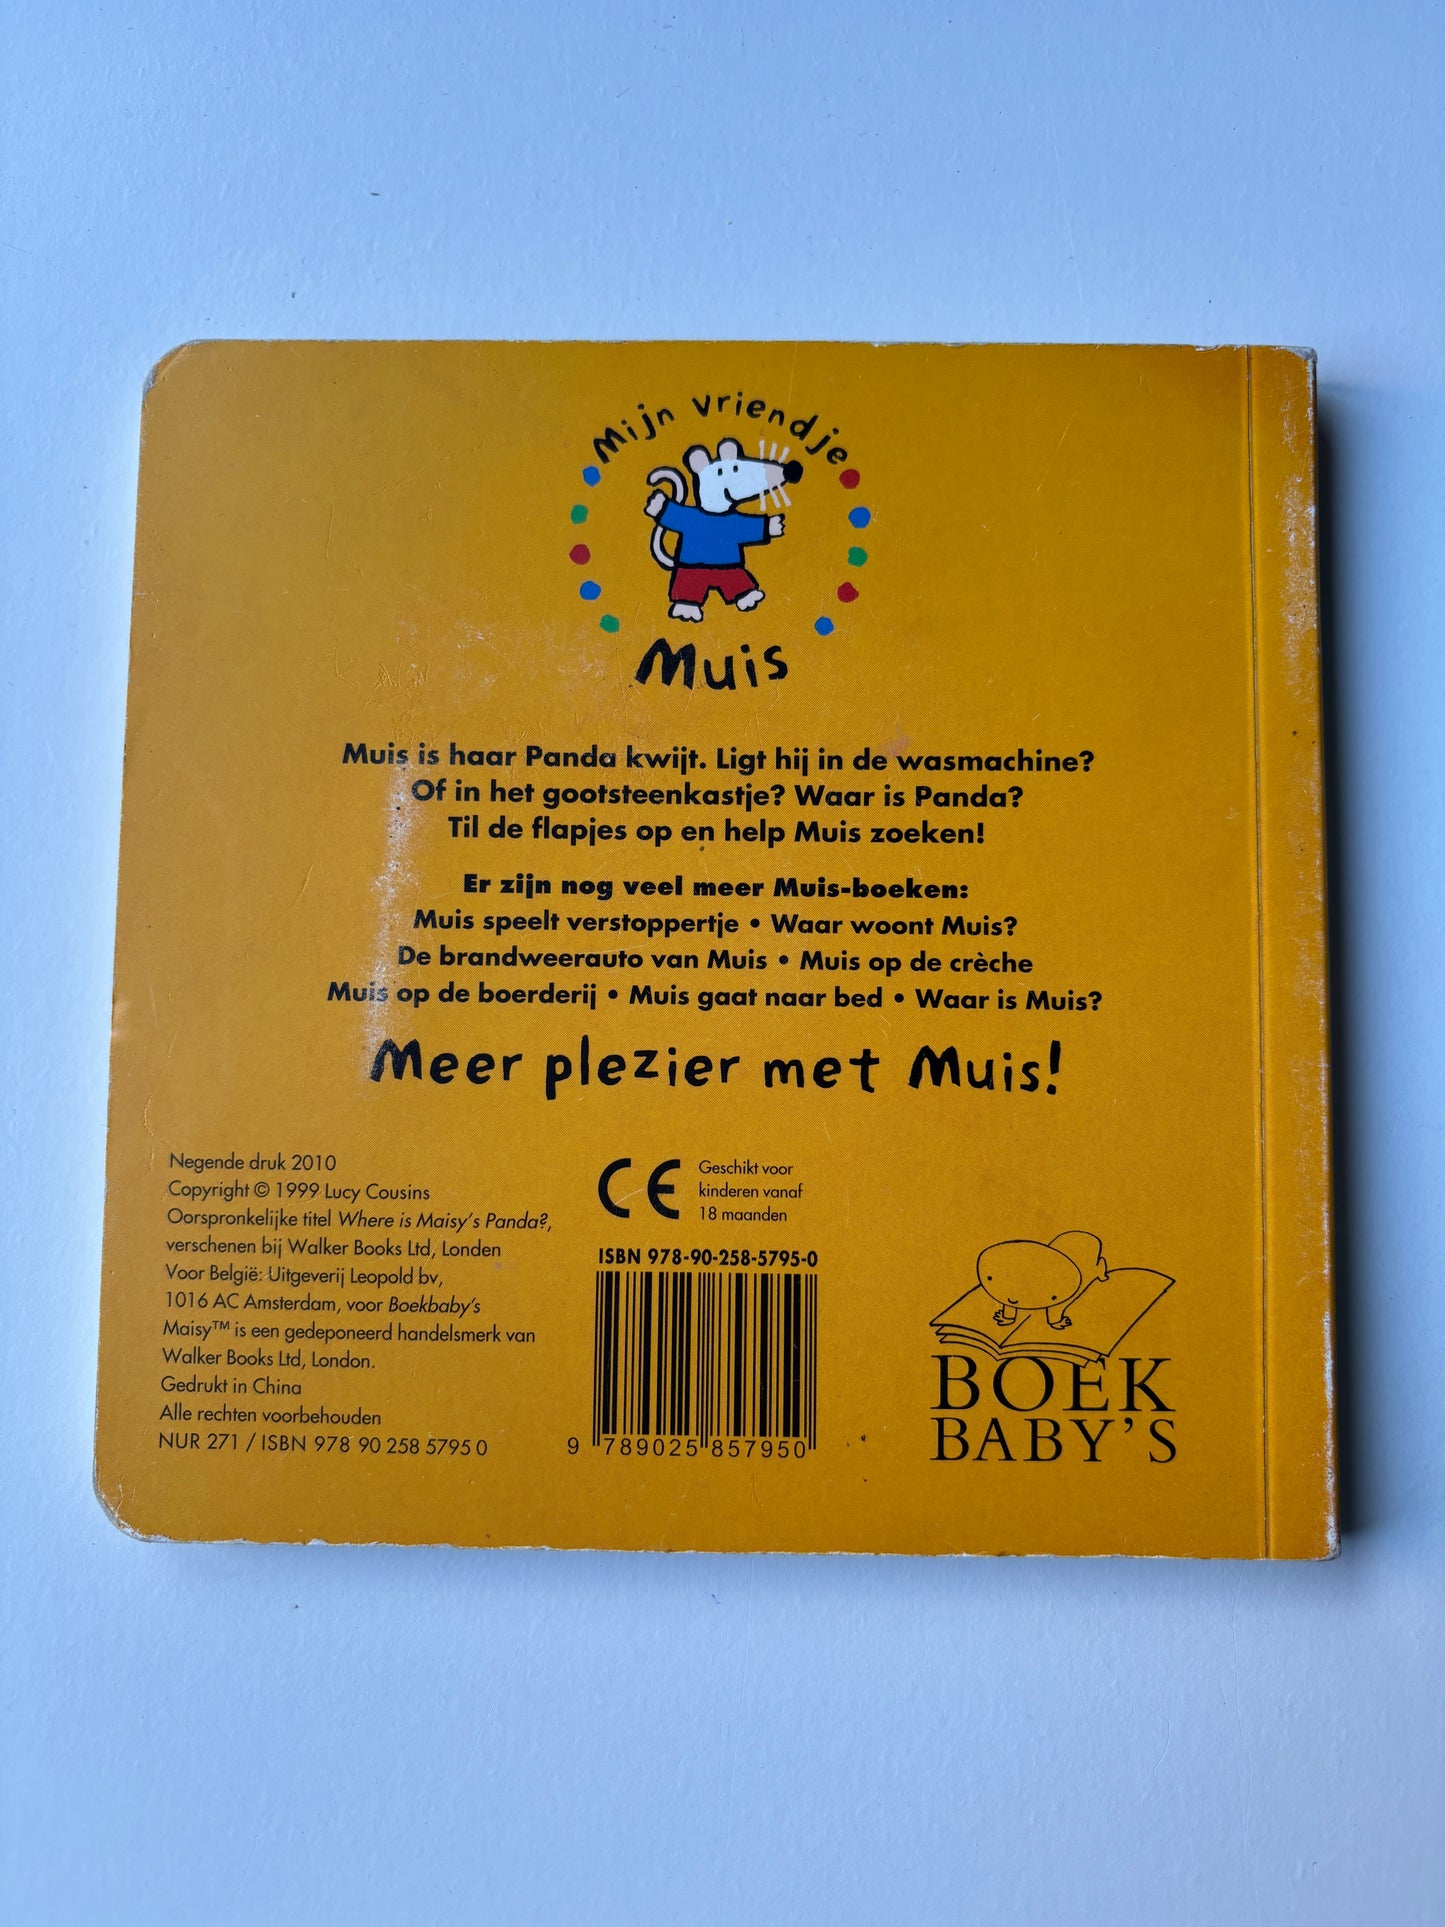 Mijn vriendje
Muis
Muis is haar Panda kwijt. Ligt hij in de wasmachine?
Of in het gootsteenkastje? Waar is Panda?
Til de flapjes op en help Muis zoeken!
Er zijn nog veel meer Muis-boeken:
Muis speelt verstoppertje • Waar woont Muis?
De brandweerauto van Muis • Muis op de crèche
Muis op de boerderij • Muis gaat naar bed • Waar is Muis?
Meer plezier met Muis!
Negende druk 2010
Copyright © 1999 Lucy Cousins
Oorspronkelijke titel Where is Maisy's Panda?,
verschenen bij Walker Books Ltd, Londen
Voor België: Uitgeverij Leopold bv,
1016 AC Amsterdam, voor Boekbaby's
Maisy™ is een gedeponeerd handelsmerk van
Walker Books Ltd, London.
Gedrukt in China
Alle rechten voorbehouden
NUR 271 / ISBN 978 90 258 5795 0
CE
Geschikt voor
kinderen vanaf
18 maanden
ISBN 978-90-258-5795-0
9 789025 857950
BOEK
BABY'S